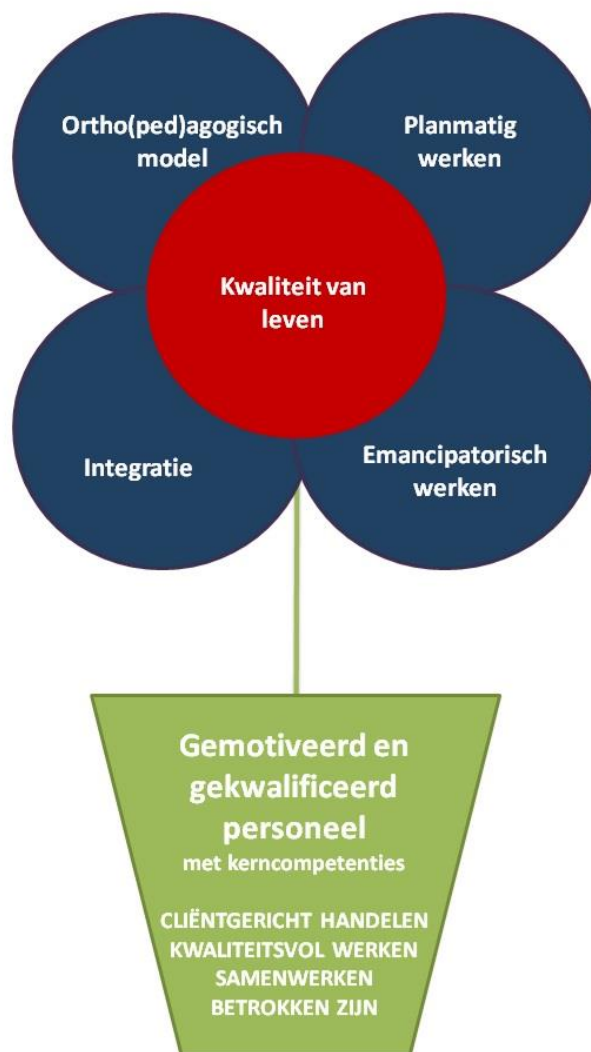 Ortho(ped)agogisch
model
Planmatig
werken
Kwaliteit van
leven
Integratie
Emancipatorisch
werken
Gemotiveerd en
gekwalificeerd
personeel
met kerncompetenties
CLIËNTGERICHT HANDELEN
KWALITEITSVOL WERKEN
SAMENWERKEN
BETROKKEN ZIJN